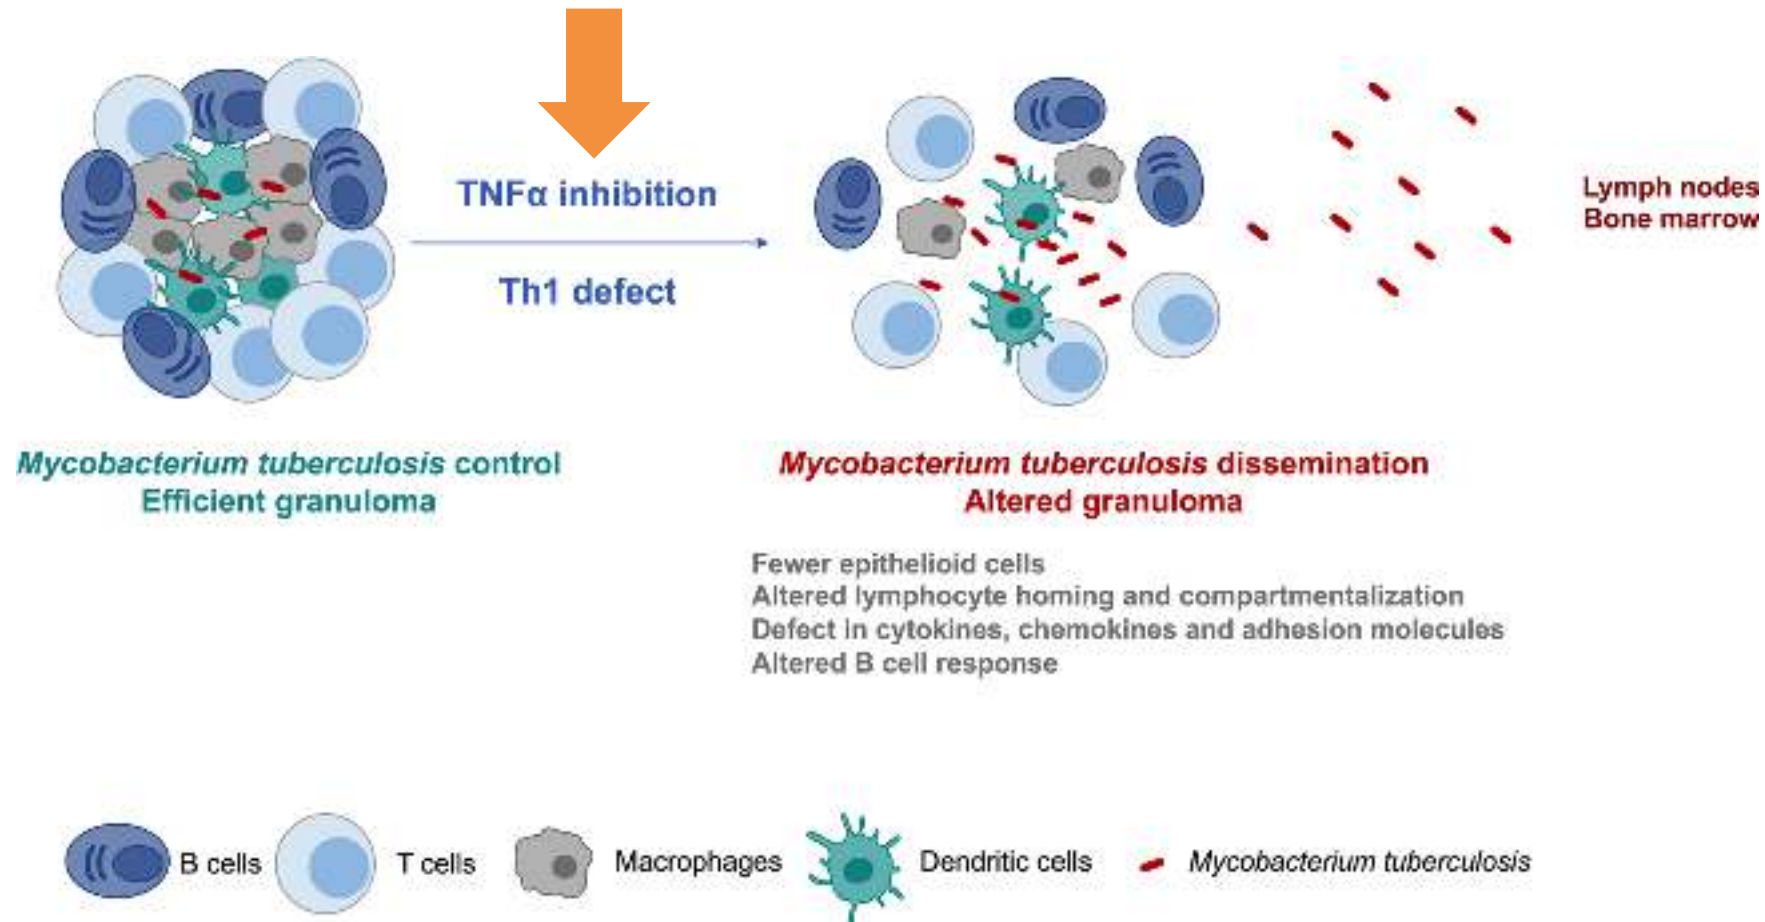 TNFα inhibition
Th1 defect
Lymph nodes
Bone marrow
Mycobacterium tuberculosis control
Efficient granuloma
Mycobacterium tuberculosis dissemination
Altered granuloma
Fewer epithelioid cells
Altered lymphocyte homing and compartmentalization
Defect in cytokines, chemokines and adhesion molecules
Altered B cell response
B cells
T cells
Macrophages
Dendritic cells
Mycobacterium tuberculosis